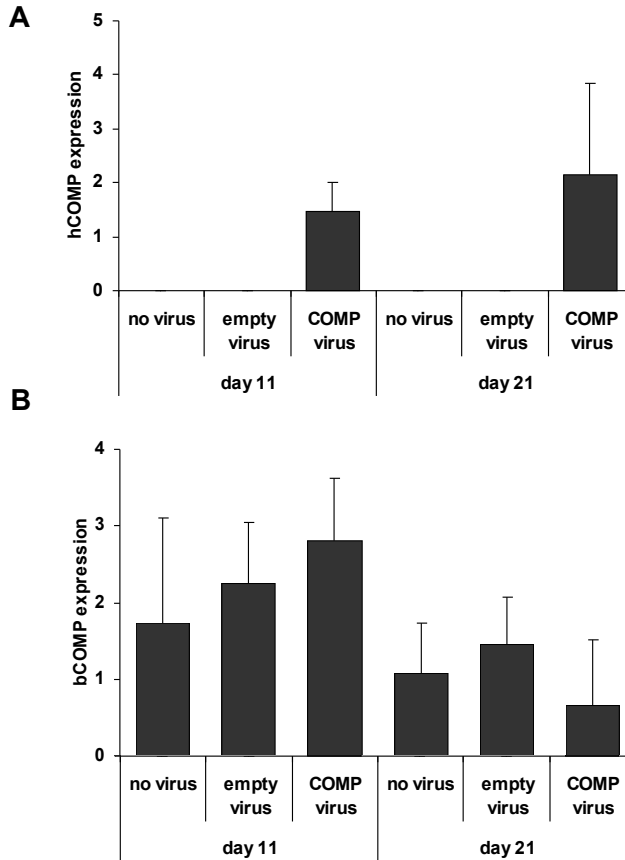 A
5
4
3
2
1
0
hCOMP expression
no virus
empty
virus
COMP
virus
no virus
empty
virus
COMP
virus
day 11
day 21
B
4
3
2
1
0
bCOMP expression
no virus
empty
virus
COMP
virus
no virus
empty
virus
COMP
virus
day 11
day 21